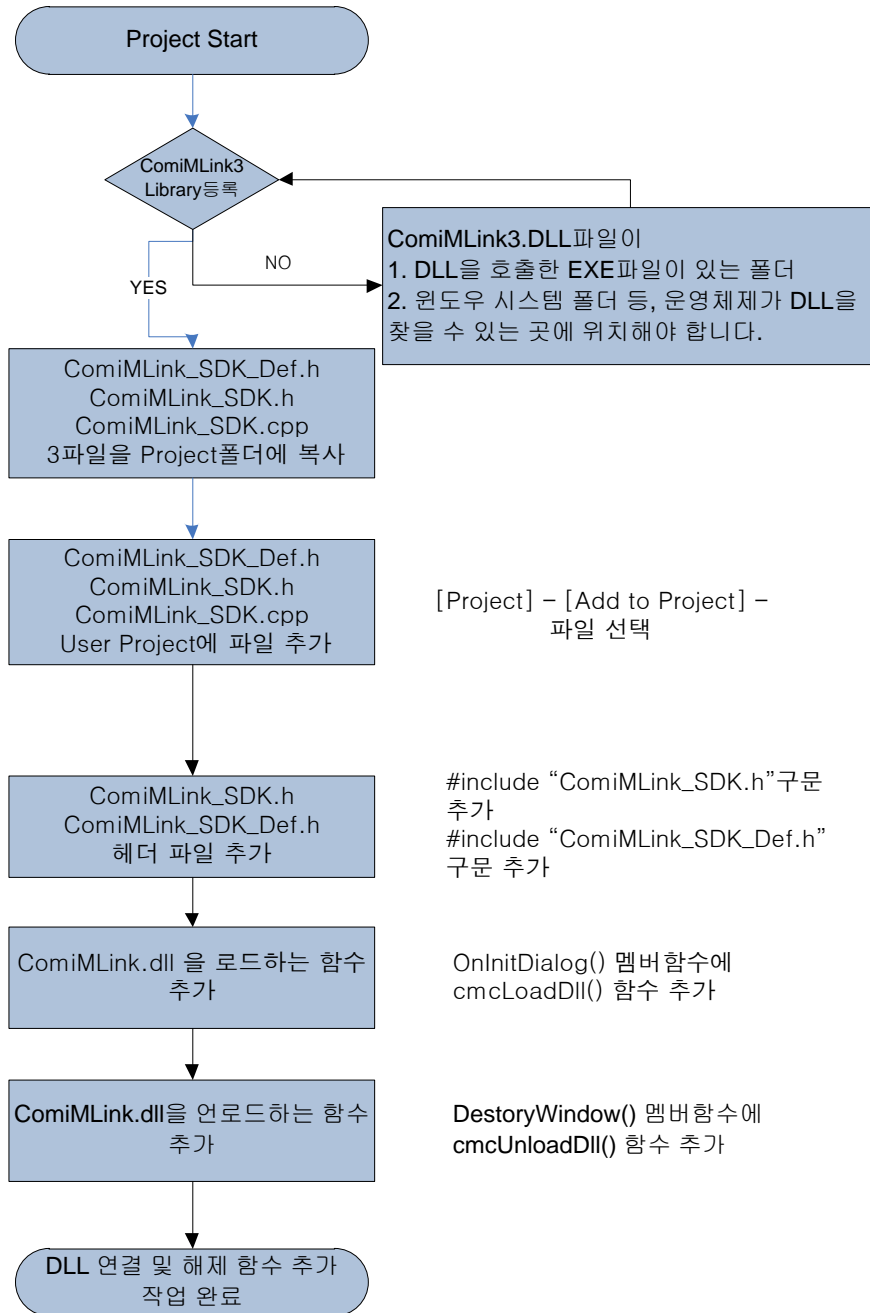 Project Start
ComiMLink3
Library등록
NO
YES
ComiMLink3.DLL파일이
1. DLL을 호출한 EXE파일이 있는 폴더
2. 윈도우 시스템 폴더 등, 운영체제가 DLL을
찾을 수 있는 곳에 위치해야 합니다.
ComiMLink_SDK_Def.h
ComiMLink_SDK.h
ComiMLink_SDK.cpp
3파일을 Project폴더에 복사
ComiMLink_SDK_Def.h
ComiMLink_SDK.h
ComiMLink_SDK.cpp
User Project에 파일 추가
[Project] – [Add to Project] –
파일 선택
ComiMLink_SDK.h
ComiMLink_SDK_Def.h
헤더 파일 추가
#include “ComiMLink_SDK.h”구문
추가
#include “ComiMLink_SDK_Def.h”
구문 추가
ComiMLink.dll 을 로드하는 함수
추가
OnInitDialog() 멤버함수에
cmcLoadDll() 함수 추가
ComiMLink.dll을 언로드하는 함수
추가
DestoryWindow() 멤버함수에
cmcUnloadDll() 함수 추가
DLL 연결 및 해제 함수 추가
작업 완료